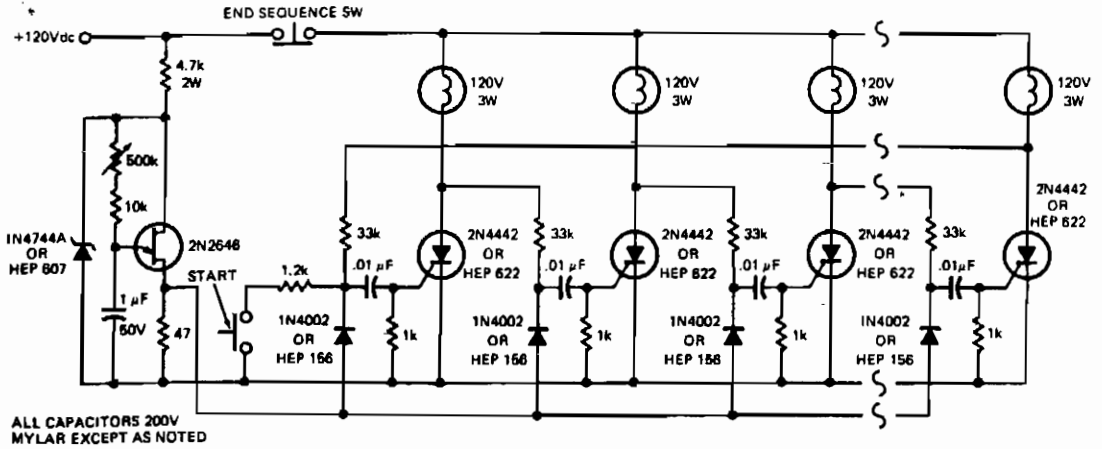 END SEQUENCE SW
+120Vdc
4.7k
2W
120V
3W
120V
3W
120V
3W
120V
3W
500k
10k
1N4744A
OR
HEP 607
2N2646
START
1 µF
50V
47
1.2k
33k
.01 µF
2N4442
OR
HEP 622
1N4002
OR
HEP 156
1k
33k
.01 µF
2N4442
OR
HEP 622
1N4002
OR
HEP 156
1k
33k
.01 µF
2N4442
OR
HEP 622
1N4002
OR
HEP 156
1k
33k
.01µF
2N4442
OR
HEP 622
1N4002
OR
HEP 156
1k
ALL CAPACITORS 200V
MYLAR EXCEPT AS NOTED